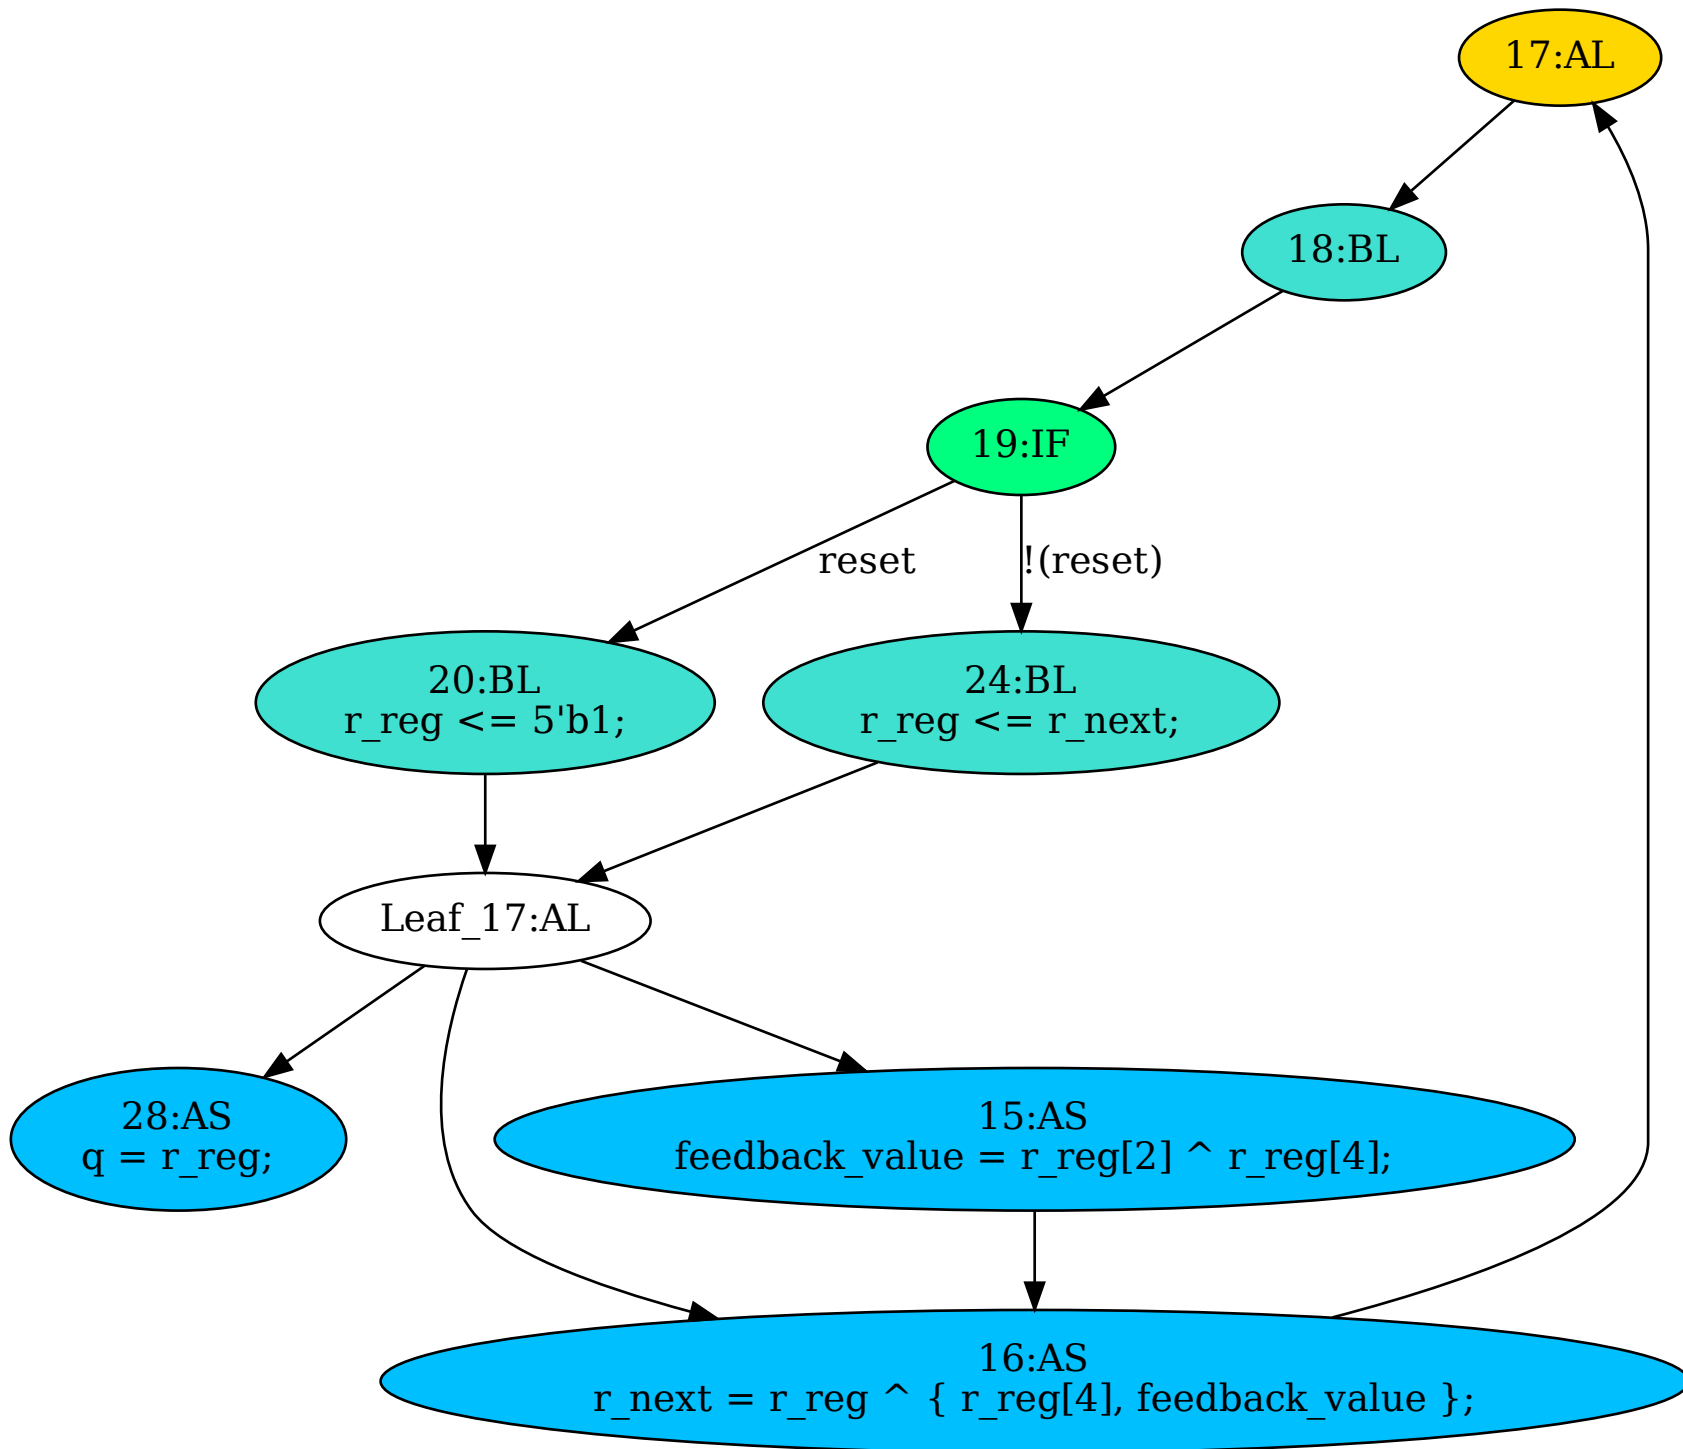 17:AL
18:BL
19:IF
reset
!(reset)
20:BL
r_reg <= 5'b1;
24:BL
r_reg <= r_next;
Leaf_17:AL
28:AS
q = r_reg;
15:AS
feedback_value = r_reg[2] ^ r_reg[4];
16:AS
r_next = r_reg ^ { r_reg[4], feedback_value };